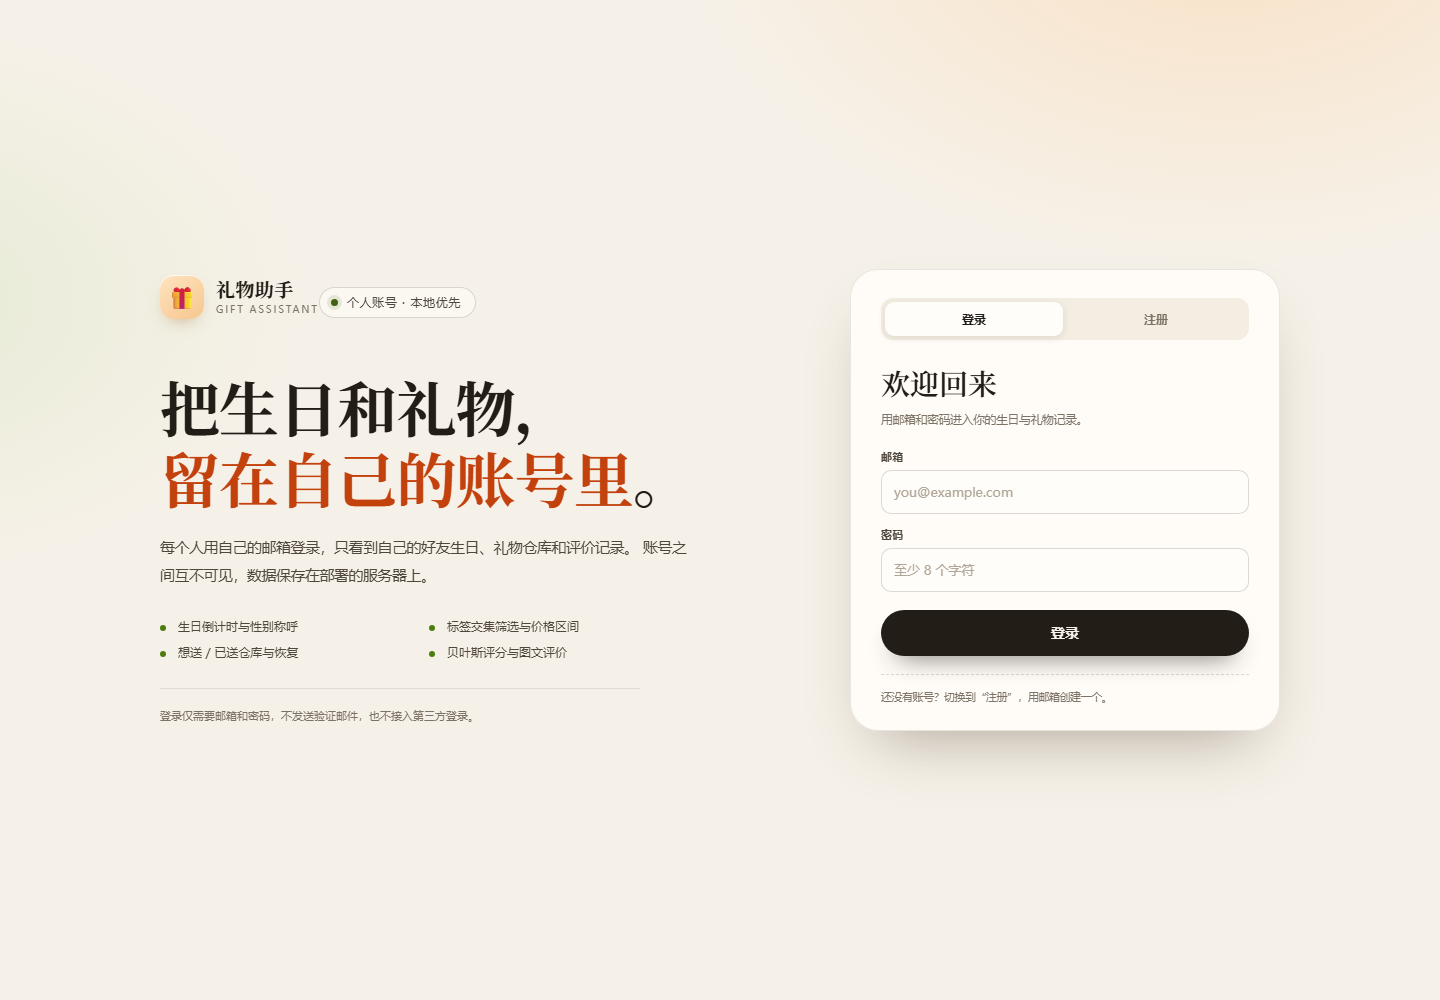 礼物助手
GIFT ASSISTANT
个人账号 · 本地优先
把生日和礼物，
留在自己的账号里。
每个人用自己的邮箱登录，只看到自己的好友生日、礼物仓库和评价记录。 账号之
间互不可见，数据保存在部署的服务器上。
生日倒计时与性别称呼
标签交集筛选与价格区间
想送 / 已送仓库与恢复
贝叶斯评分与图文评价
登录仅需要邮箱和密码，不发送验证邮件，也不接入第三方登录。
登录
注册
欢迎回来
用邮箱和密码进入你的生日与礼物记录。
邮箱
you@example.com
密码
至少 8 个字符
登录
还没有账号？切换到“注册”，用邮箱创建一个。